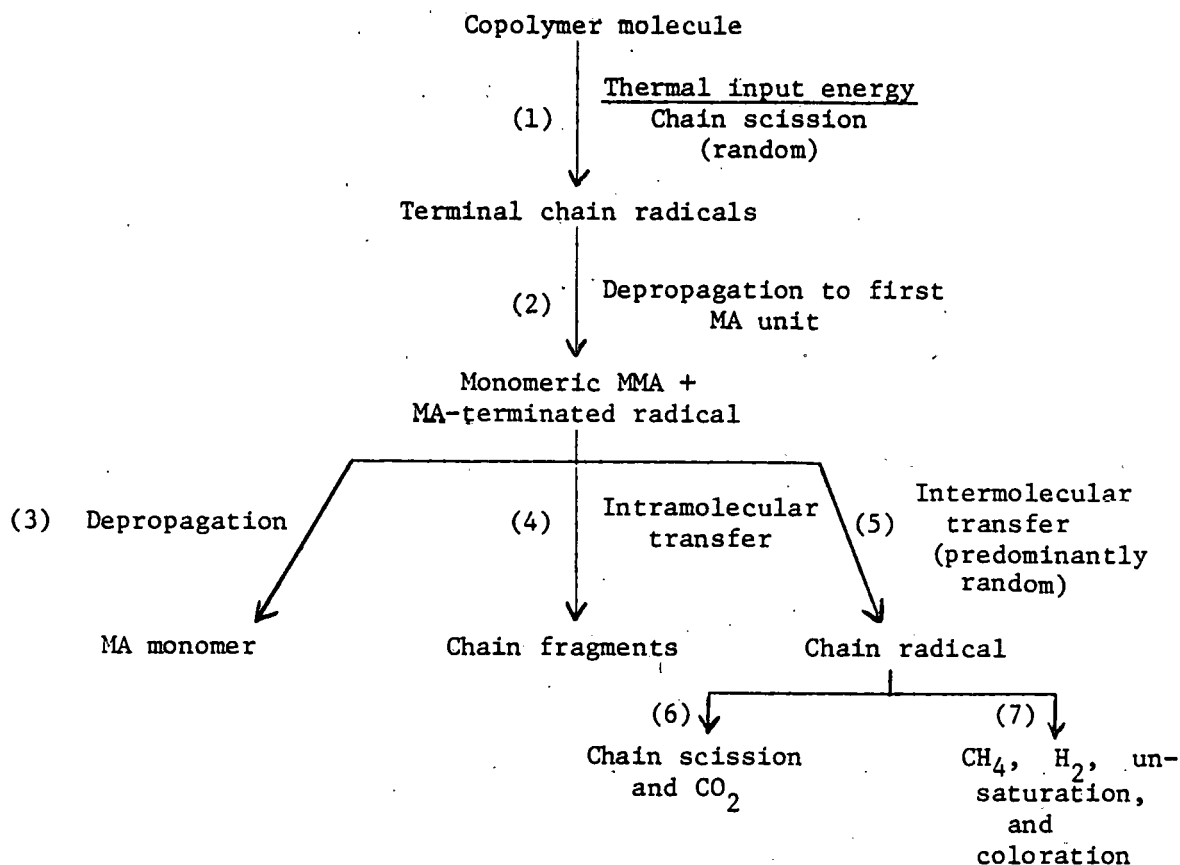 Copolymer molecule
(1)
Thermal input energy
Chain scission
(random)
Terminal chain radicals
(2)
Depropagation to first
MA unit
Monomeric MMA +
MA-terminated radical
(3) Depropagation
(4)
Intramolecular
transfer
(5)
Intermolecular
transfer
(predominantly
random)
MA monomer
Chain fragments
Chain radical
(6)
(7)
Chain scission
and CO₂
CH₄, H₂, un-
saturation,
and
coloration